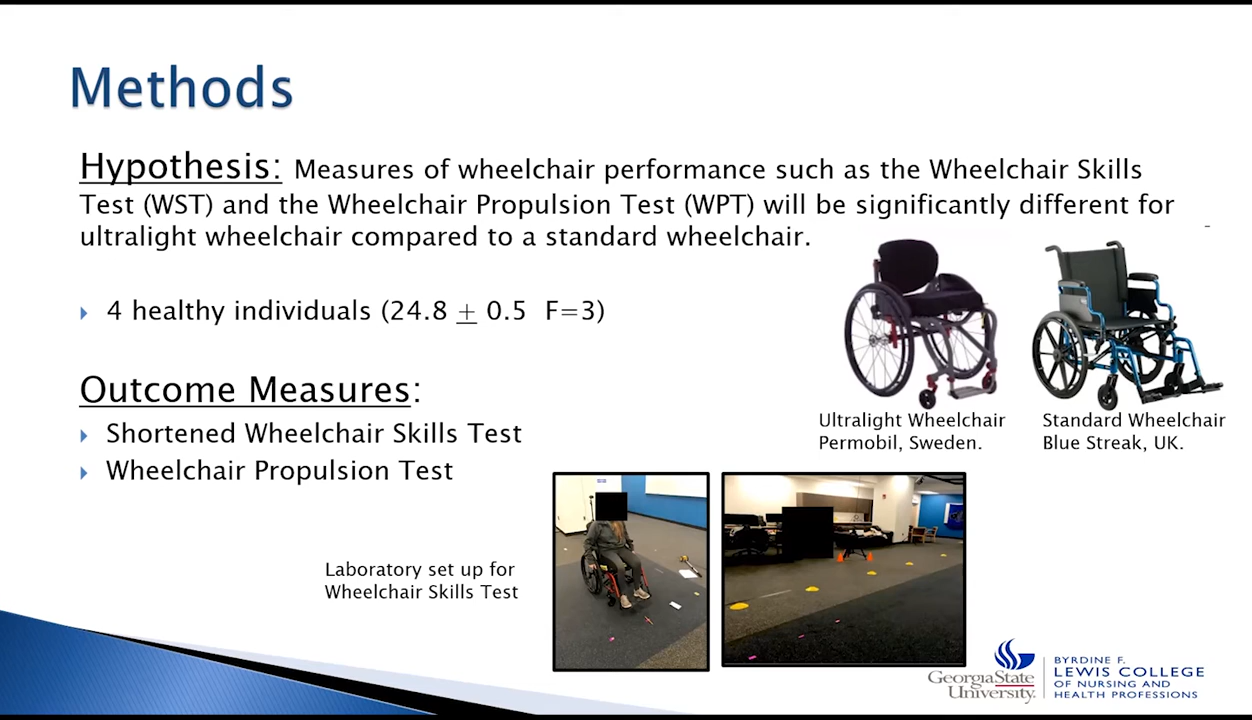 Methods
Hypothesis: Measures of wheelchair performance such as the Wheelchair Skills
Test (WST) and the Wheelchair Propulsion Test (WPT) will be significantly different for
ultralight wheelchair compared to a standard wheelchair.
4 healthy individuals (24.8 ± 0.5 F=3)
Outcome Measures:
Shortened Wheelchair Skills Test
Wheelchair Propulsion Test
Ultralight Wheelchair
Permobil, Sweden.
Standard Wheelchair
Blue Streak, UK.
Laboratory set up for
Wheelchair Skills Test
GeorgiaState
University.
BYRDINE F.
LEWIS COLLEGE
OF NURSING AND
HEALTH PROFESSIONS